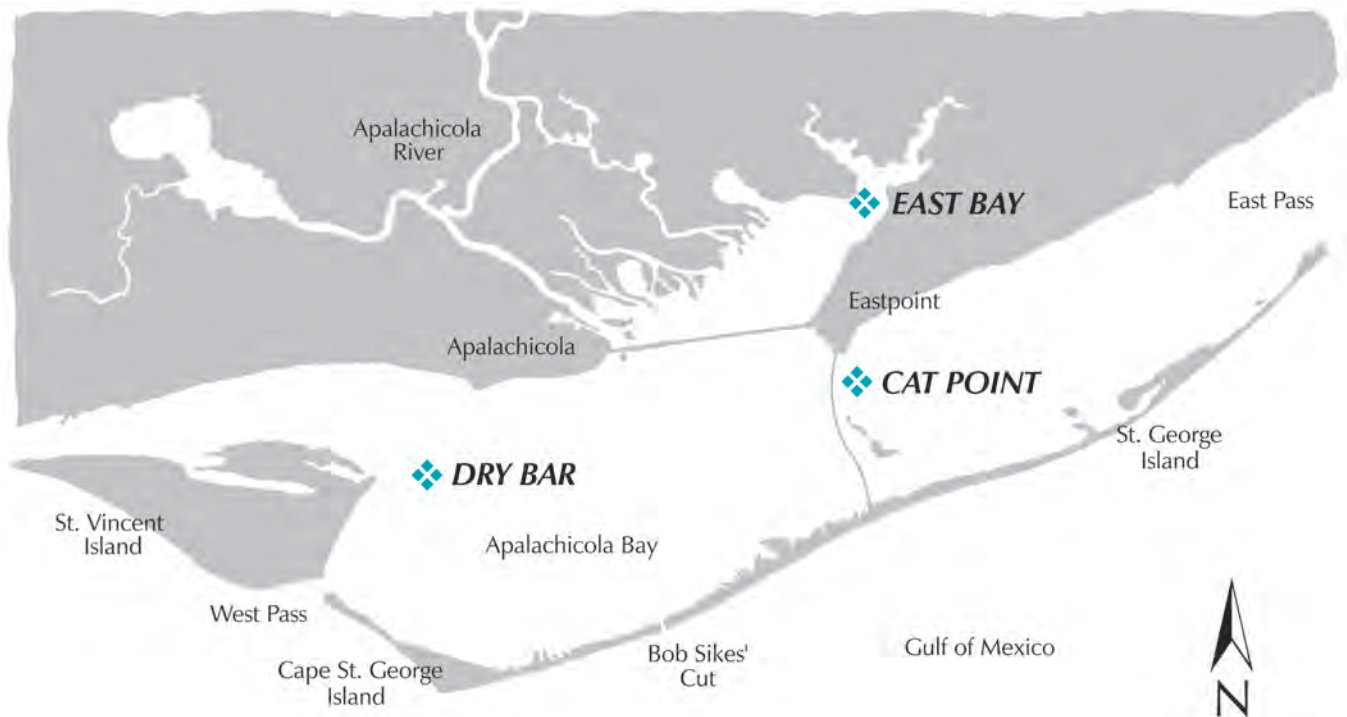 Apalachicola
River
EAST BAY
East Pass
Eastpoint
Apalachicola
CAT POINT
St. George
Island
DRY BAR
St. Vincent
Island
Apalachicola Bay
West Pass
Bob Sikes'
Cut
Gulf of Mexico
Cape St. George
Island
N